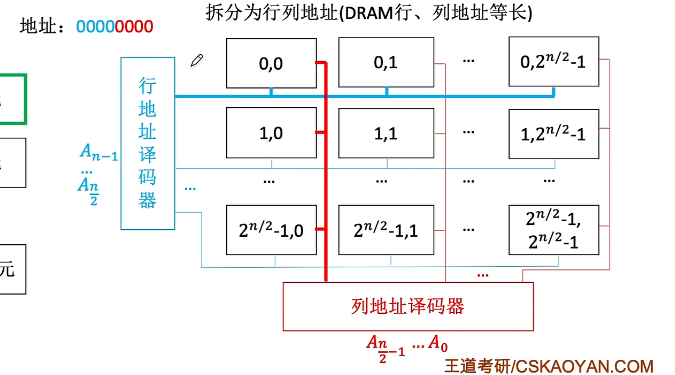 拆分为行列地址(DRAM行、列地址等长)
地址：00000000
0,0 0,1 ... 0,2^{n/2}-1
行地址译码器
1,0 1,1 ... 1,2^{n/2}-1
A_{n-1}
...
A_{\frac{n}{2}}
... ... ... ...
2^{n/2}-1,0 2^{n/2}-1,1 ... 2^{n/2}-1,
2^{n/2}-1
元
...
列地址译码器
A_{\frac{n}{2}-1} ... A_0
王道考研/CSKAOYAN.COM